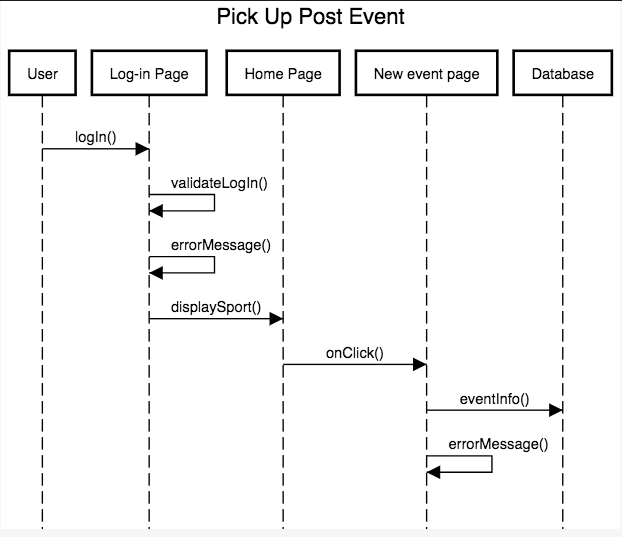 Pick Up Post Event
User
Log-in Page
Home Page
New event page
Database
logIn()
validateLogIn()
errorMessage()
displaySport()
onClick()
eventInfo()
errorMessage()